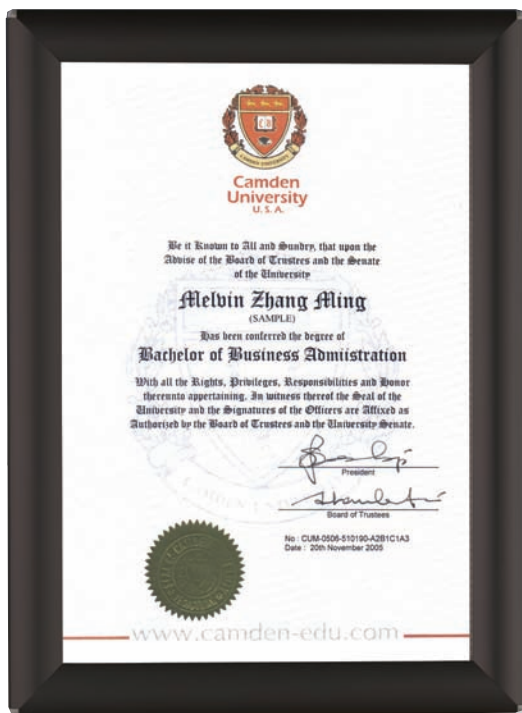 CAMDEN UNIVERSITY
Camden
University
U.S.A.
Be it Known to All and Sundry, that upon the
Advise of the Board of Trustees and the Senate
of the University
Melvin Zhang Ming
(SAMPLE)
Has been conferred the degree of
Bachelor of Business Admiistration
With all the Rights, Privileges, Responsibilities and Honor
thereunto appertaining. In witness thereof the Seal of the
University and the Signatures of the Officers are Affixed as
Authorized by the Board of Trustees and the University Senate.
President
Board of Trustees
No : CUM-0506-510190-A2B1C1A3
Date : 20th November 2005
www.camden-edu.com